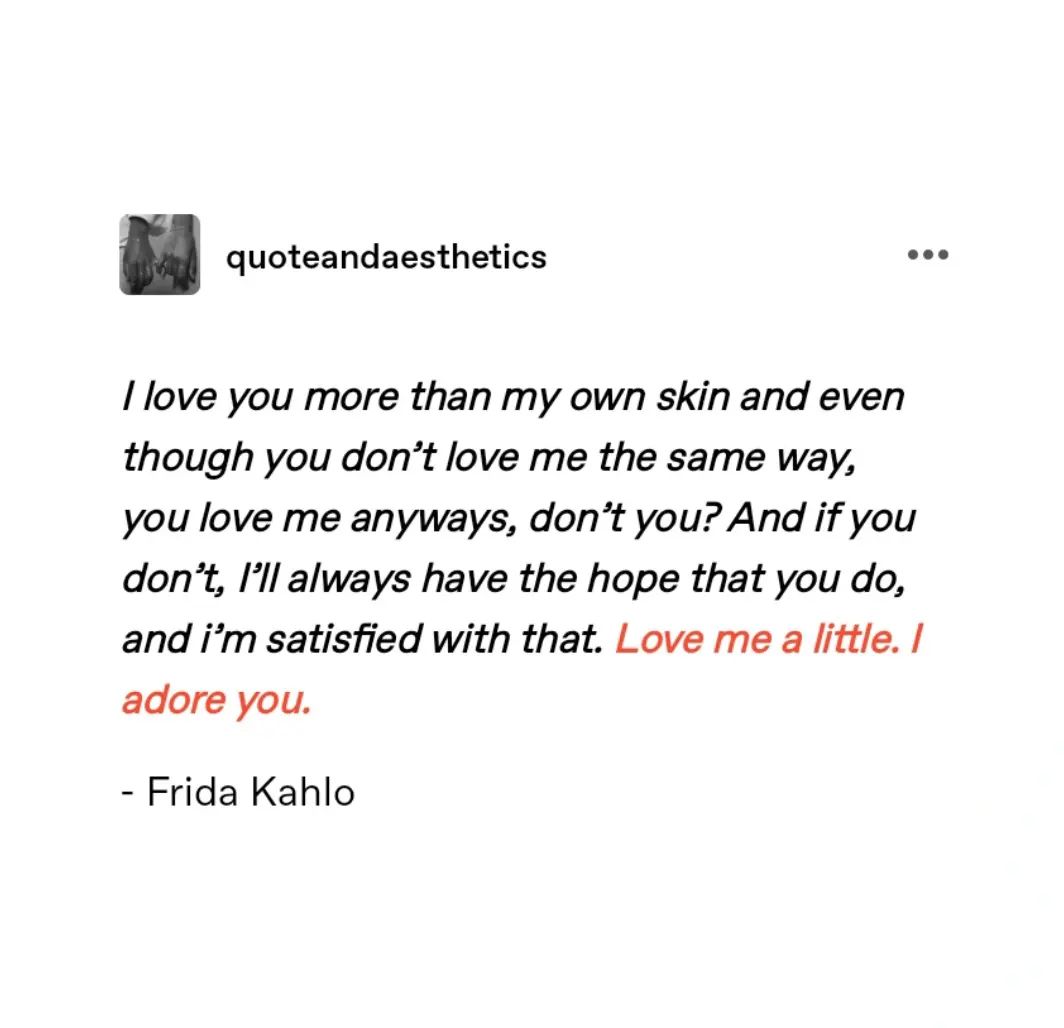 quoteandaesthetics
I love you more than my own skin and even
though you don’t love me the same way,
you love me anyways, don’t you? And if you
don’t, I’ll always have the hope that you do,
and i’m satisfied with that. Love me a little. I
adore you.
- Frida Kahlo